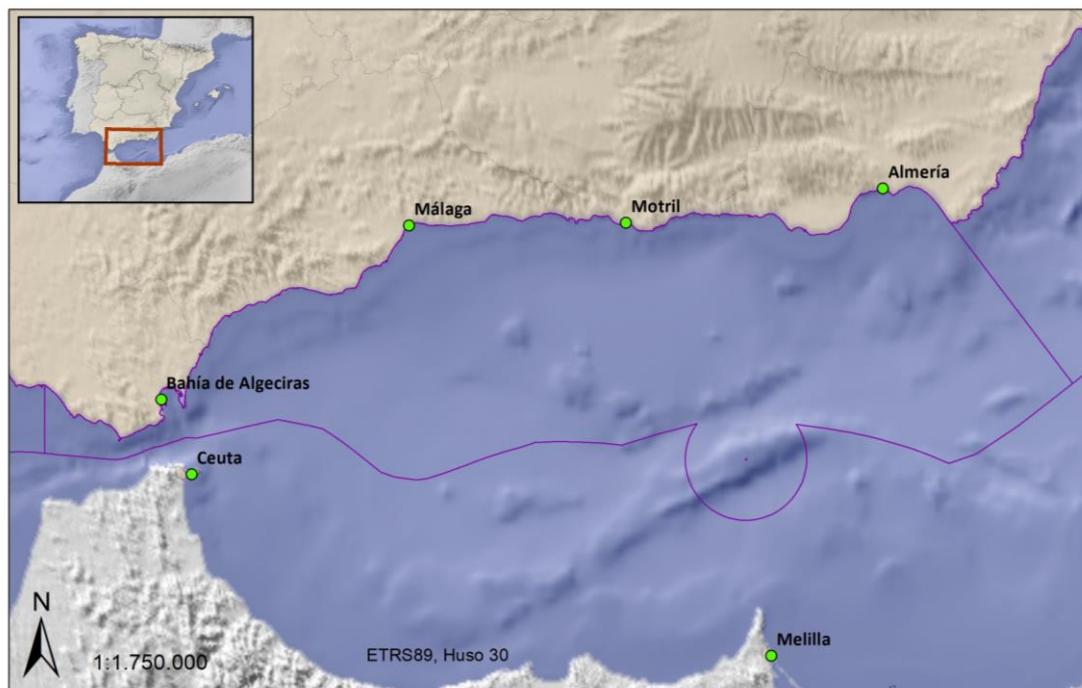 Almería
Málaga
Motril
Bahía de Algeciras
Ceuta
N
1:1.750.000
ETRS89, Huso 30
Melilla